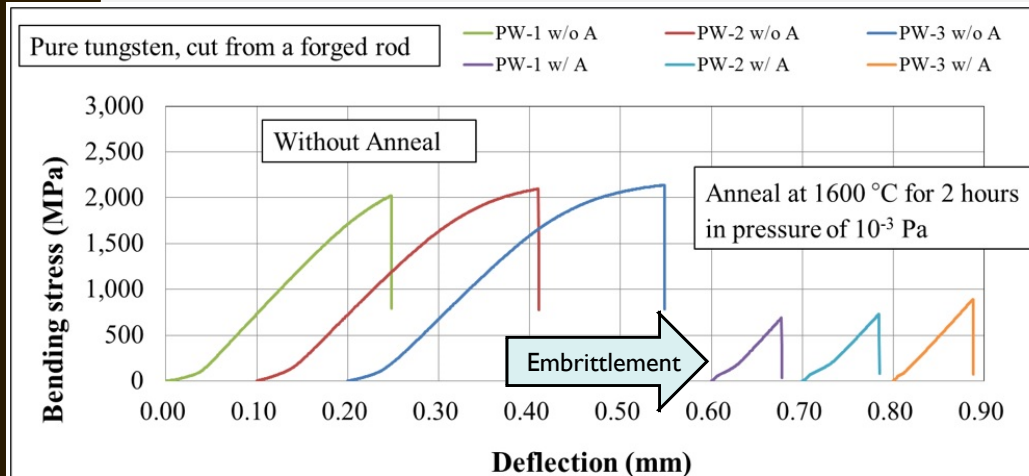 Pure tungsten, cut from a forged rod
PW-1 w/o A
PW-2 w/o A
PW-3 w/o A
PW-1 w/ A
PW-2 w/ A
PW-3 w/ A
Bending stress (MPa)
3,000
2,500
2,000
1,500
1,000
500
0
Without Anneal
Anneal at 1600 °C for 2 hours
in pressure of 10⁻³ Pa
Embrittlement
0.00 0.10 0.20 0.30 0.40 0.50 0.60 0.70 0.80 0.90
Deflection (mm)